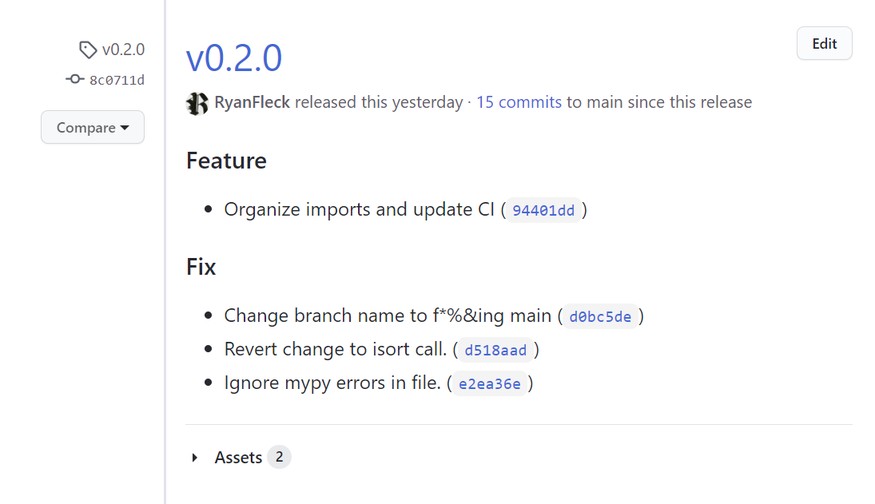 v0.2.0
8c0711d
Compare
v0.2.0
Edit
RyanFleck released this yesterday · 15 commits to main since this release
Feature
• Organize imports and update CI ( 94401dd )
Fix
• Change branch name to f*%&ing main ( d0bc5de )
• Revert change to isort call. ( d518aad )
• Ignore mypy errors in file. ( e2ea36e )
Assets 2